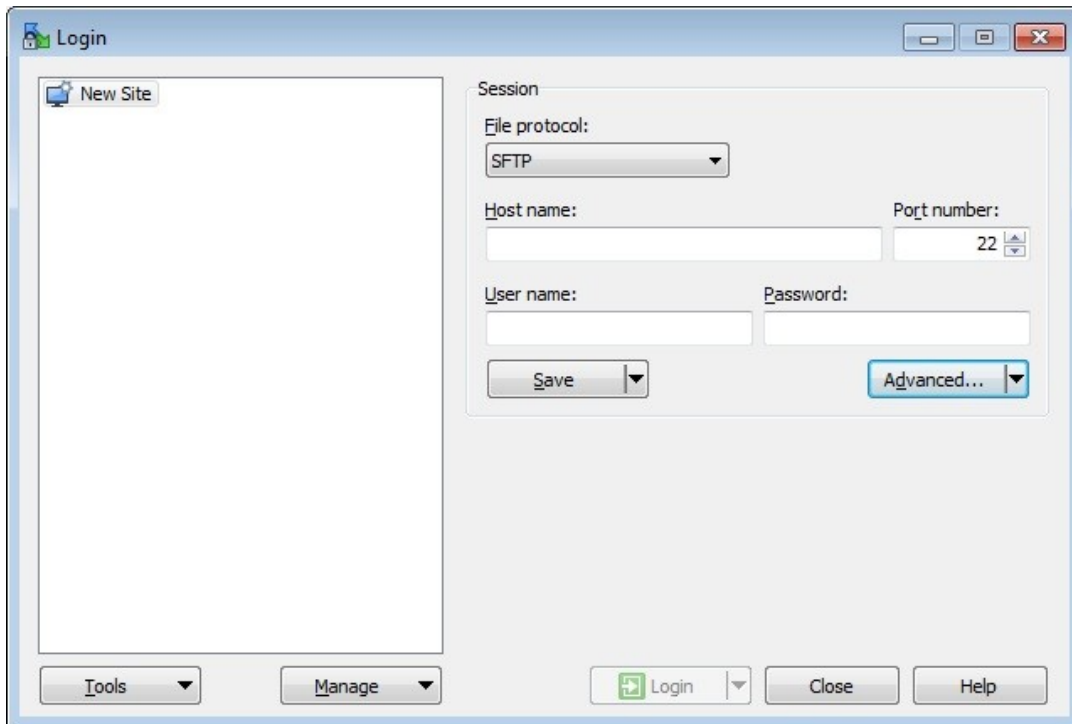 Login
New Site
Session
File protocol:
SFTP
Host name:
Port number:
22
User name:
Password:
Save
Advanced...
Tools
Manage
Login
Close
Help